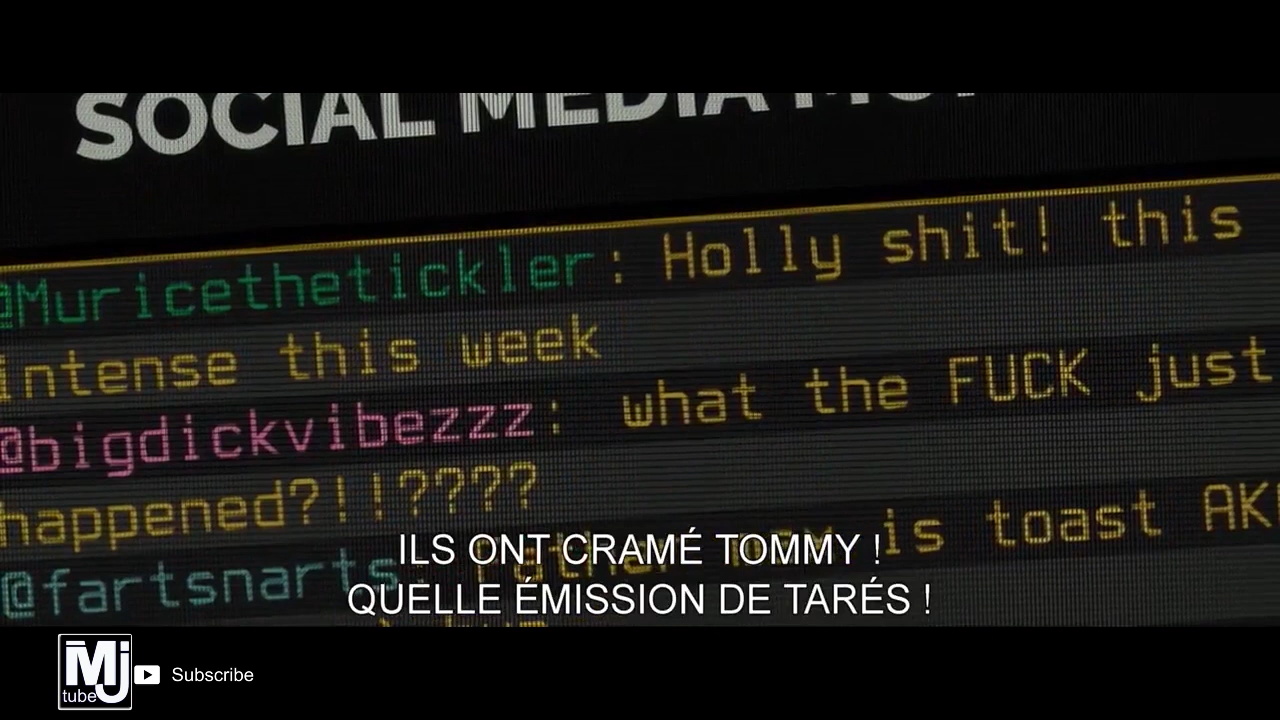 SOCIAL MEDIA
@Muricethetickler: Holly shit! this
intense this week
@bigdickvibezzz: what the FUCK just
happened?!!????
@fartsnarts: is toast
ILS ONT CRAMÉ TOMMY !
QUELLE ÉMISSION DE TARÉS !
MJ
tube
Subscribe